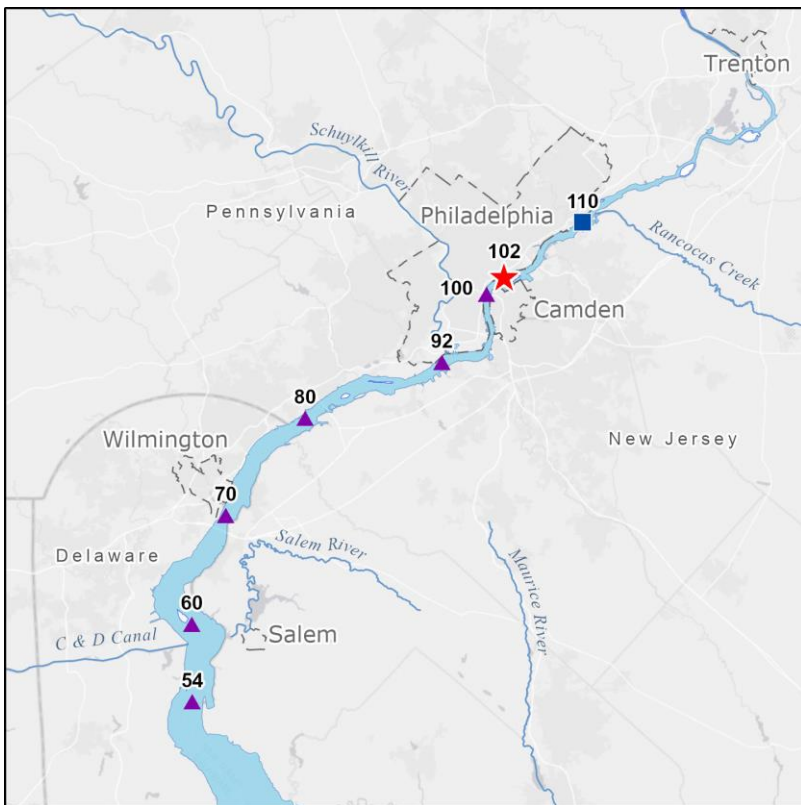 Trenton
Schuylkill
River
Pennsylvania
110
Philadelphia
Rancocas
Creek
102
100
Camden
92
80
Wilmington
New Jersey
70
Salem River
Delaware
Maurice River
60
C & D Canal
Salem
54